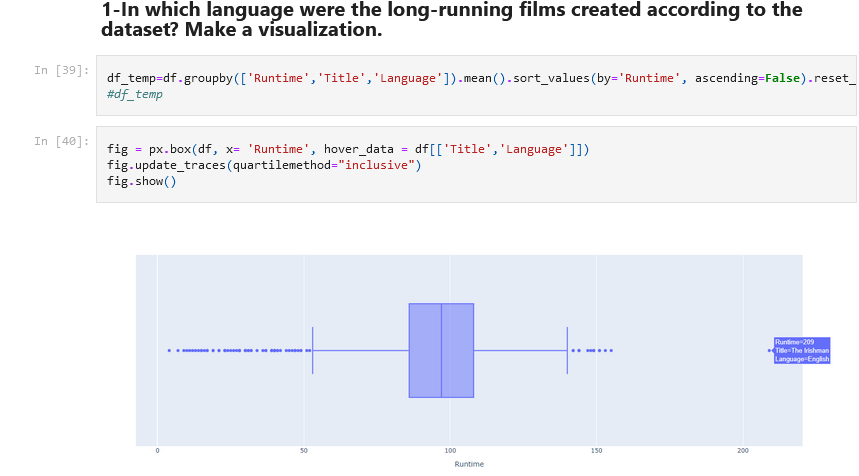 1-In which language were the long-running films created according to the
dataset? Make a visualization.
In [39]:
df_temp=df.groupby(['Runtime','Title','Language']).mean().sort_values(by='Runtime', ascending=False).reset_
#df_temp
In [40]:
fig = px.box(df, x= 'Runtime', hover_data = df[['Title','Language']])
fig.update_traces(quartilemethod="inclusive")
fig.show()
Runtime=209
Title=The Irishman
Language=English
0 50 100 150 200
Runtime